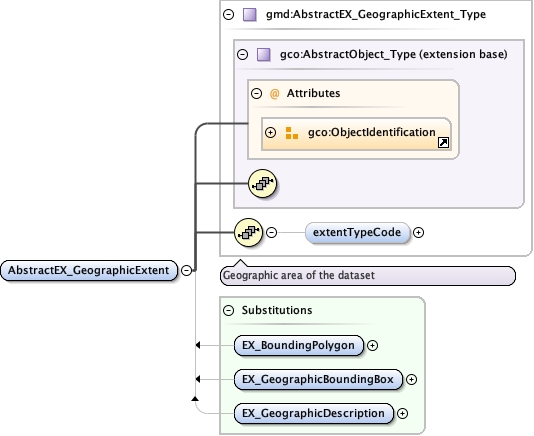 gmd:AbstractEX_GeographicExtent_Type
gco:AbstractObject_Type (extension base)
@ Attributes
gco:ObjectIdentification
extentTypeCode
AbstractEX_GeographicExtent
Geographic area of the dataset
Substitutions
EX_BoundingPolygon
EX_GeographicBoundingBox
EX_GeographicDescription